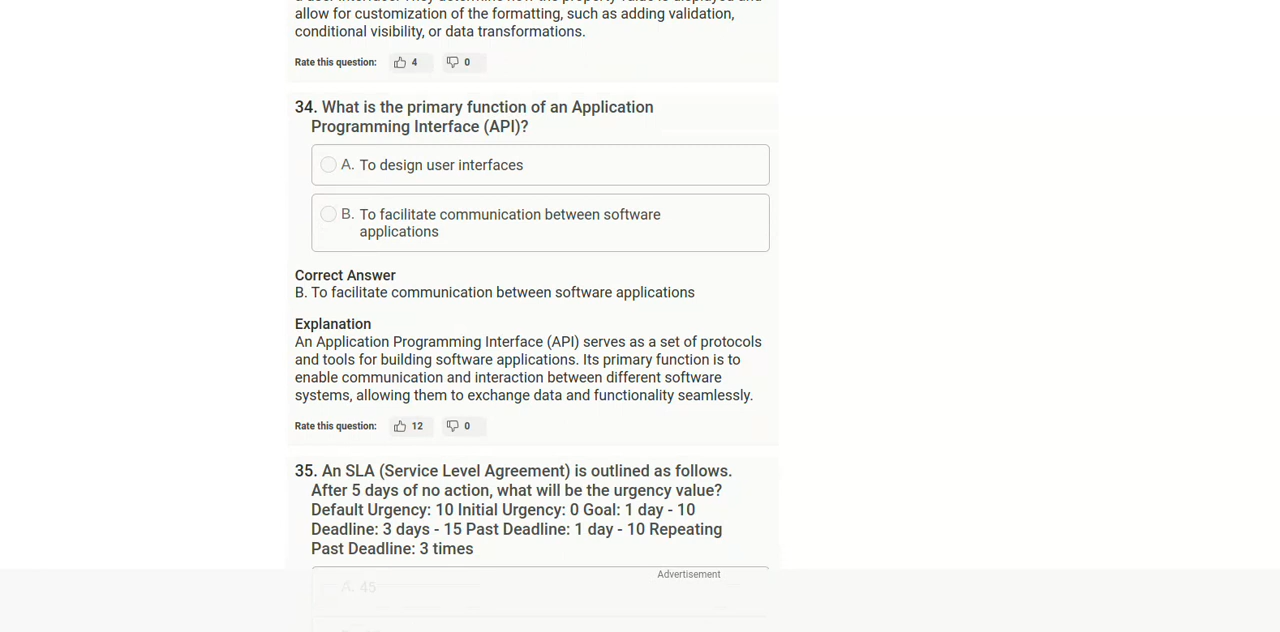 allow for customization of the formatting, such as adding validation,
conditional visibility, or data transformations.
Rate this question: 4 0
34. What is the primary function of an Application
Programming Interface (API)?
A. To design user interfaces
B. To facilitate communication between software
applications
Correct Answer
B. To facilitate communication between software applications
Explanation
An Application Programming Interface (API) serves as a set of protocols
and tools for building software applications. Its primary function is to
enable communication and interaction between different software
systems, allowing them to exchange data and functionality seamlessly.
Rate this question: 12 0
35. An SLA (Service Level Agreement) is outlined as follows.
After 5 days of no action, what will be the urgency value?
Default Urgency: 10 Initial Urgency: 0 Goal: 1 day - 10
Deadline: 3 days - 15 Past Deadline: 1 day - 10 Repeating
Past Deadline: 3 times
Advertisement
A. 45